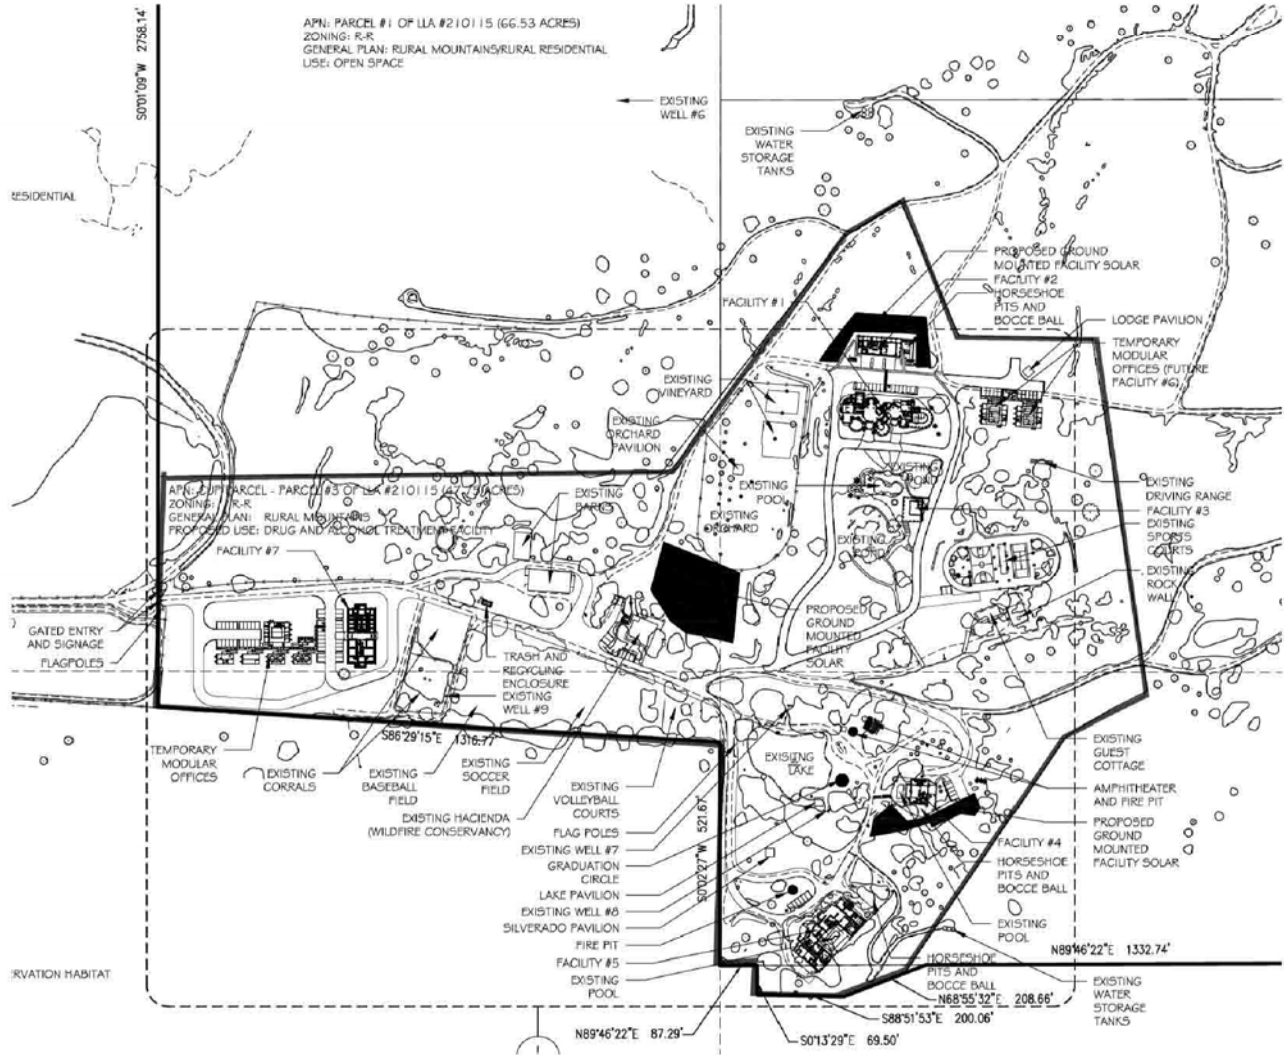 APN: PARCEL #1 OF LLA #210115 (66.53 ACRES)
ZONING: R-R
GENERAL PLAN: RURAL MOUNTAINS/RURAL RESIDENTIAL
USE: OPEN SPACE
S0°01'09"W 2758.14'
EXISTING
WELL #6
EXISTING
WATER
STORAGE
TANKS
RESIDENTIAL
PROPOSED GROUND
MOUNTED FACILITY SOLAR
FACILITY #2
HORSESHOE
PITS AND
BOCCE BALL
FACILITY #1
LODGE PAVILION
TEMPORARY
MODULAR
OFFICES (FUTURE
FACILITY #6)
EXISTING
VINEYARD
EXISTING
ORCHARD
PAVILION
EXISTING
POND
EXISTING
POOL
EXISTING
ORCHARD
EXISTING
POND
EXISTING
DRIVING RANGE
FACILITY #3
EXISTING
SPORTS
COURTS
EXISTING
ROCK
WALL
APN: CUP PARCEL - PARCEL #3 OF LLA #210115 ACRES)
ZONING: R-R
GENERAL PLAN: RURAL MOUNTAINS
PROPOSED USE: DRUG AND ALCOHOL TREATMENT FACILITY
EXISTING
BARNS
FACILITY #7
PROPOSED
GROUND
MOUNTED
FACILITY
SOLAR
GATED ENTRY
AND SIGNAGE
FLAGPOLES
TRASH AND
RECYCLING
ENCLOSURE
EXISTING
WELL #9
S86°29'15"E 1316.77'
TEMPORARY
MODULAR
OFFICES
EXISTING
CORRALS
EXISTING
BASEBALL
FIELD
EXISTING
SOCCER
FIELD
EXISTING HACIENDA
(WILDFIRE CONSERVANCY)
EXISTING
VOLLEYBALL
COURTS
FLAG POLES
EXISTING WELL #7
GRADUATION
CIRCLE
LAKE PAVILION
EXISTING WELL #8
SILVERADO PAVILION
FIRE PIT
FACILITY #5
EXISTING
POOL
S0°02'27"W 521.67'
EXISTING
LAKE
EXISTING
GUEST
COTTAGE
AMPHITHEATER
AND FIRE PIT
PROPOSED
GROUND
MOUNTED
FACILITY SOLAR
FACILITY #4
HORSESHOE
PITS AND
BOCCE BALL
EXISTING
POOL
N89°46'22"E 1332.74'
HORSESHOE
PITS AND
BOCCE BALL
EXISTING
WATER
STORAGE
TANKS
N68°55'32"E 208.66'
S88°51'53"E 200.06'
S0°13'29"E 69.50'
N89°46'22"E 87.29'
ERVATION HABITAT